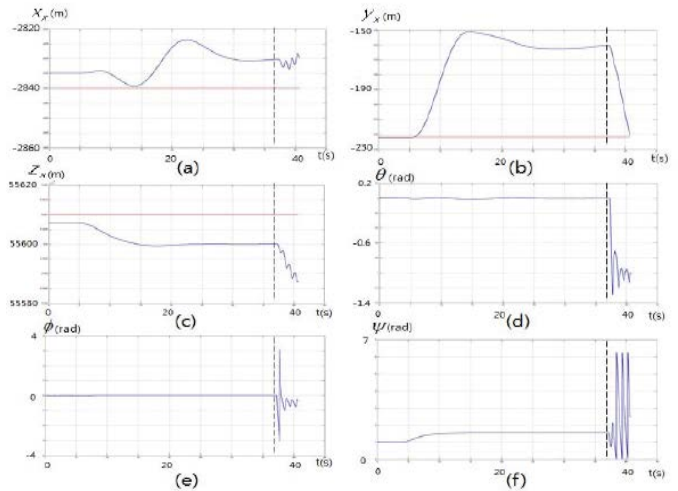 x_x (m) y_x (m)
-2820 -150
-2840 -190
-2860 -230
0 20 40 t(s) 0 20 40 t(s)
(a) (b)
z_x (m) θ (rad)
55620 0.2
55600 -0.6
55580 -1.4
0 20 40 t(s) 0 20 40 t(s)
(c) (d)
ϕ (rad) ψ (rad)
4 7
0 2
-4 0
0 20 40 t(s) 0 20 40 t(s)
(e) (f)